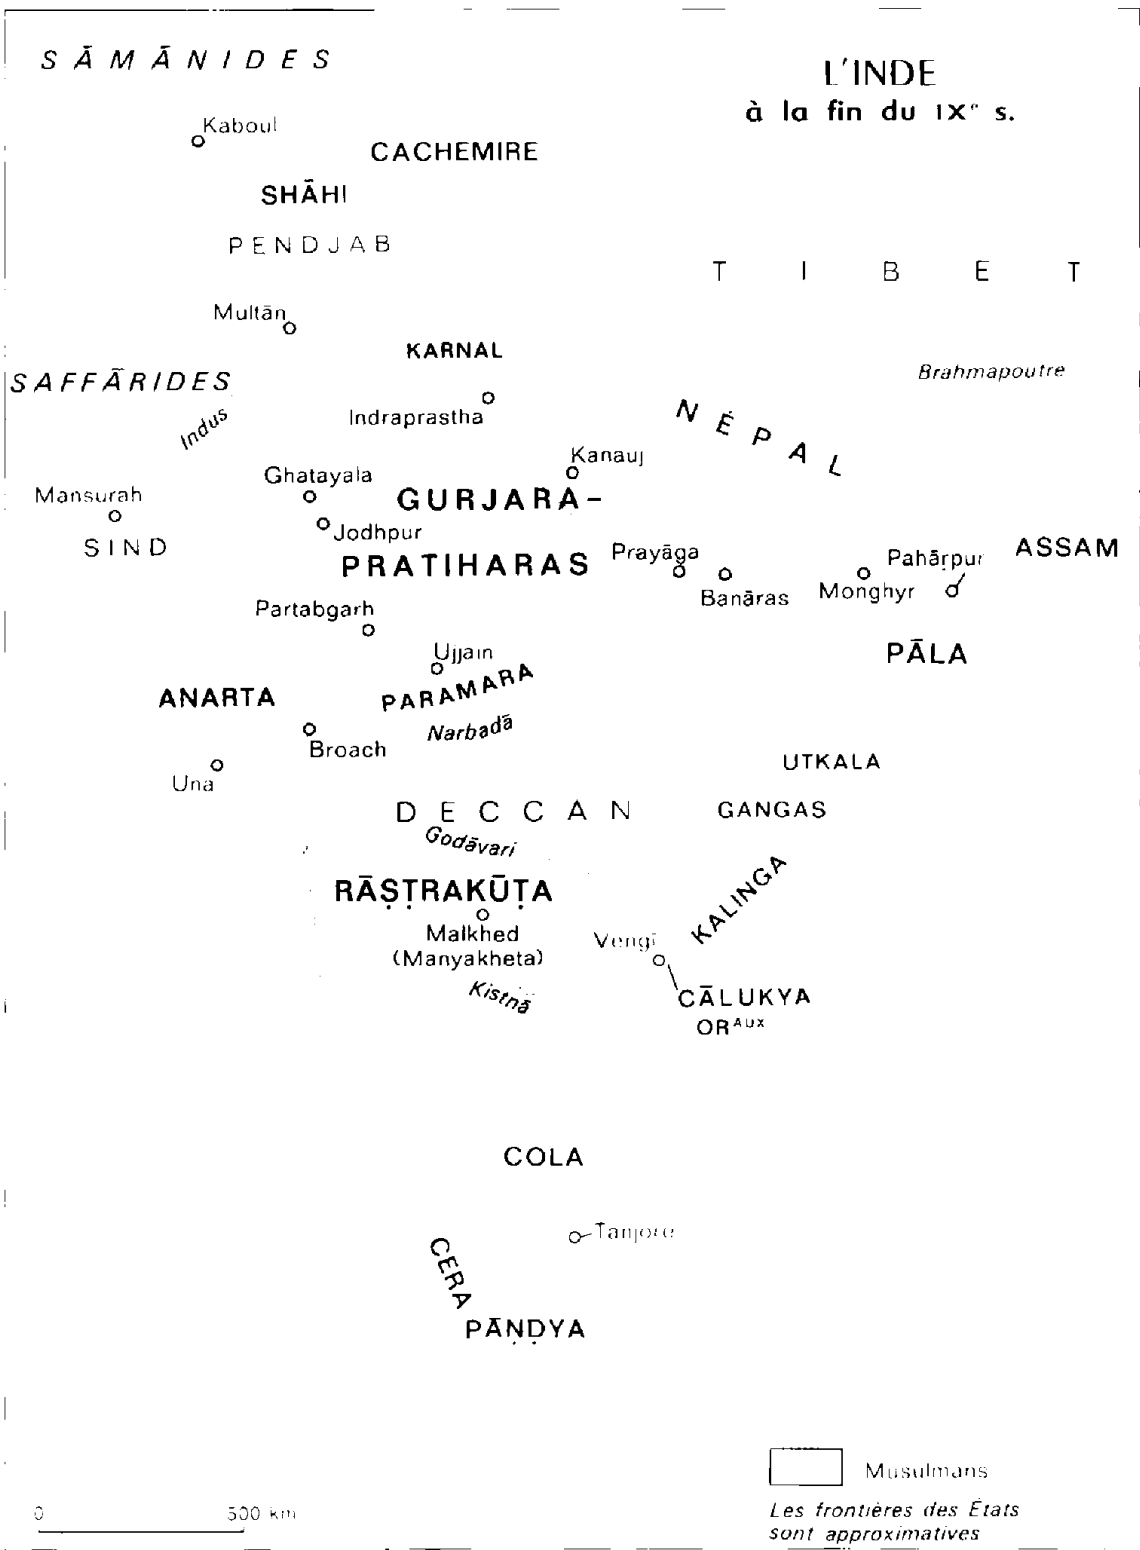 SĀMĀNIDES
L'INDE
à la fin du IXe s.
Kaboul
CACHEMIRE
SHĀHI
PENDJAB
TIBET
Multān
KARNAL
SAFFĀRIDES
Brahmapoutre
Indus
Indraprastha
NÉPAL
Kanauj
Ghatayala
Mansurah
GURJARA-
Jodhpur
SIND
PRATIHARAS
Prayāga
Pahāṛpur
ASSAM
Banāras
Monghyr
Partabgarh
Ujjain
PĀLA
PARAMARA
ANARTA
Narbadā
Broach
UTKALA
Una
DECCAN
GANGAS
Godāvari
KALINGA
RĀṢṬRAKŪṬA
Malkhed
(Manyakheta)
Vengī
Kistnā
CĀLUKYA
ORAUX
COLA
Tanjore
CERA
PĀṆḌYA
Musulmans
0 500 km
Les frontières des États
sont approximatives